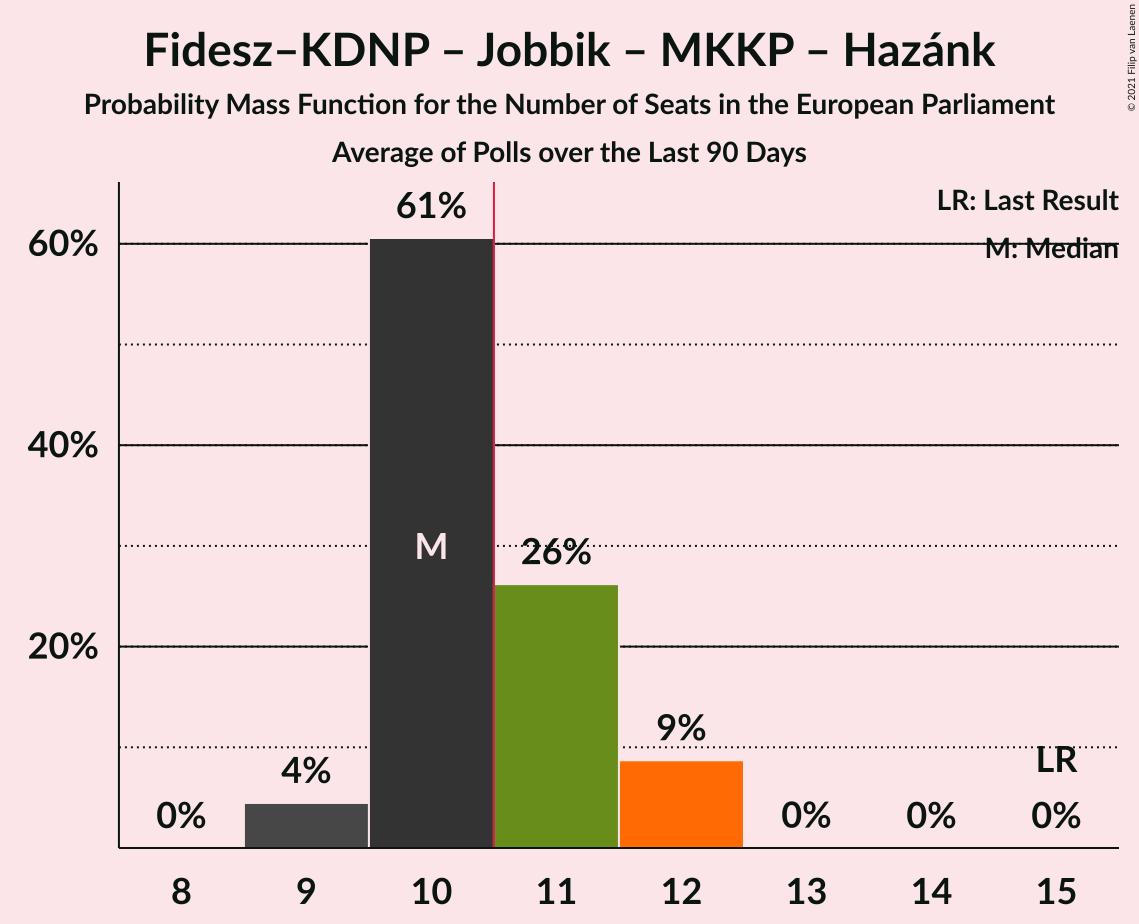 Fidesz–KDNP – Jobbik – MKKP – Hazánk
Probability Mass Function for the Number of Seats in the European Parliament
Average of Polls over the Last 90 Days
© 2021 Filip van Laenen
LR: Last Result
M: Median
60%
40%
20%
0%
4%
61%
M
26%
9%
0%
0%
LR
0%
8 9 10 11 12 13 14 15